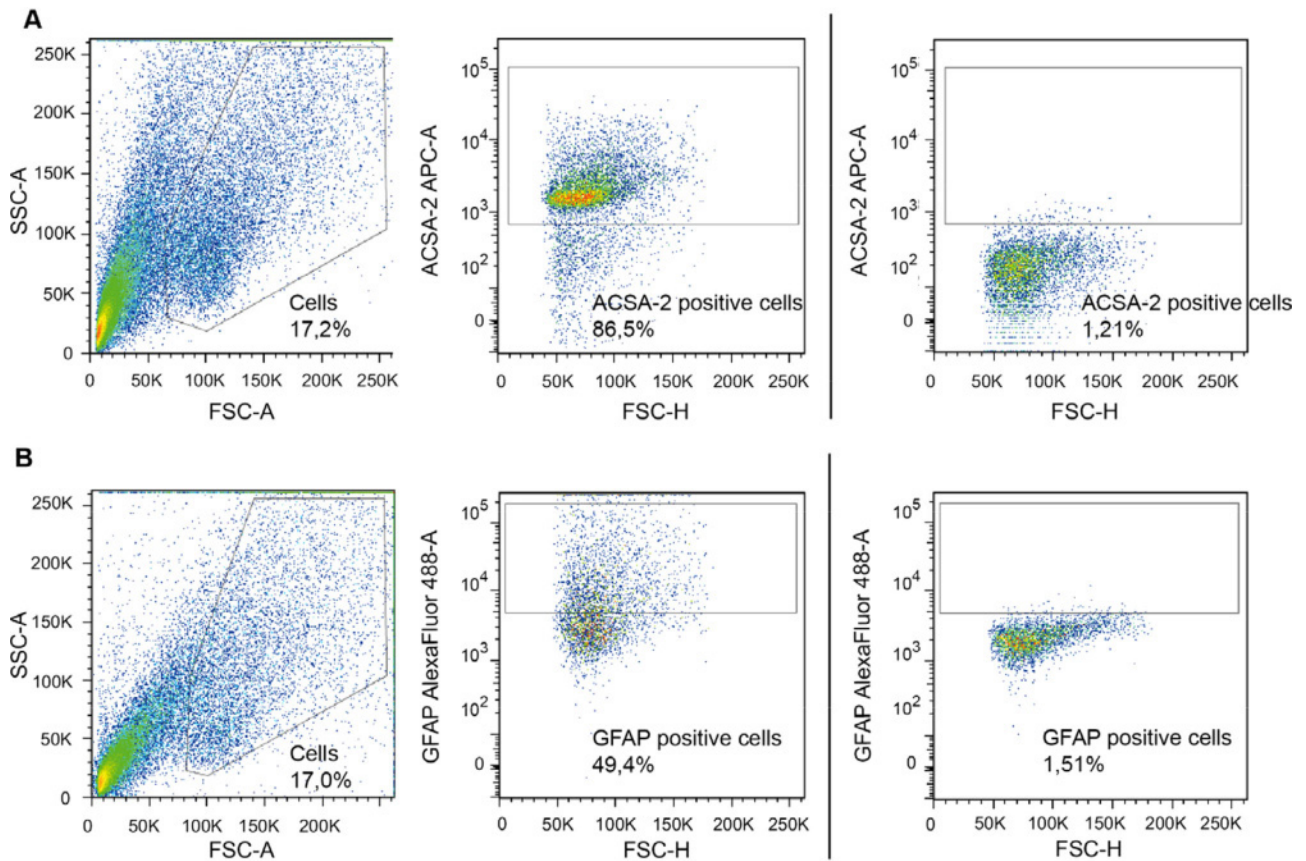 A
250K
200K
150K
100K
50K
0
SSC-A
0 50K 100K 150K 200K 250K
FSC-A
Cells
17,2%
10^5
10^4
10^3
10^2
0
ACSA-2 APC-A
0 50K 100K 150K 200K 250K
FSC-H
ACSA-2 positive cells
86,5%
10^5
10^4
10^3
10^2
0
ACSA-2 APC-A
0 50K 100K 150K 200K 250K
FSC-H
ACSA-2 positive cells
1,21%
B
250K
200K
150K
100K
50K
0
SSC-A
0 50K 100K 150K 200K
FSC-A
Cells
17,0%
10^5
10^4
10^3
10^2
0
GFAP AlexaFluor 488-A
0 50K 100K 150K 200K 250K
FSC-H
GFAP positive cells
49,4%
10^5
10^4
10^3
10^2
0
GFAP AlexaFluor 488-A
0 50K 100K 150K 200K 250K
FSC-H
GFAP positive cells
1,51%